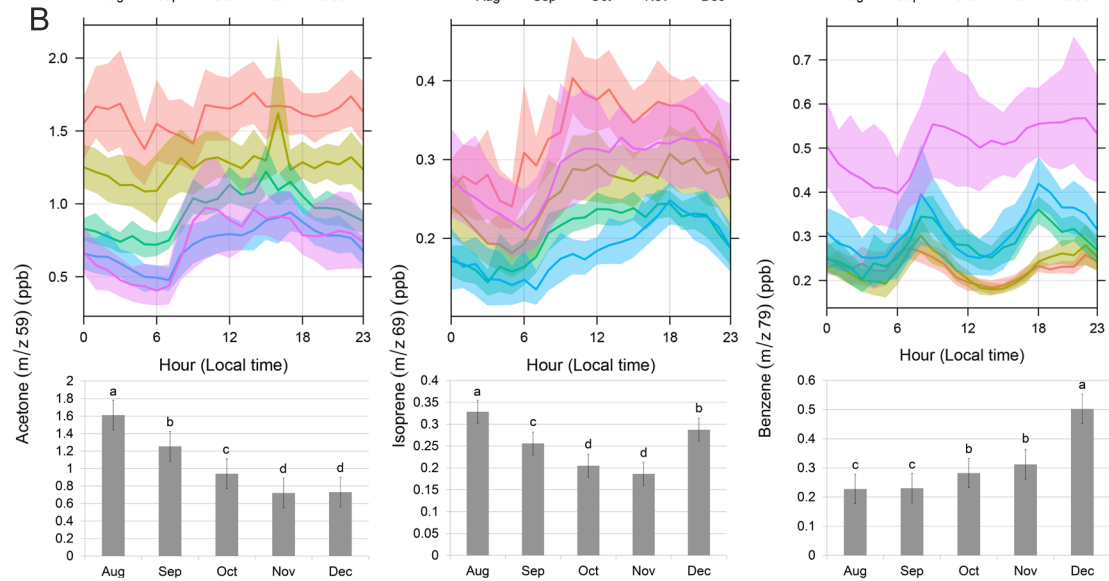 B
Acetone (m/z 59) (ppb)
2.0
1.5
1.0
0.5
0 6 12 18 23
Hour (Local time)
2
1.8
1.6
1.4
1.2
1
0.8
0.6
0.4
0.2
0
a b c d d
Aug Sep Oct Nov Dec
Isoprene (m/z 69) (ppb)
0.4
0.3
0.2
0 6 12 18 23
Hour (Local time)
0.4
0.35
0.3
0.25
0.2
0.15
0.1
0.05
0
a c d d b
Aug Sep Oct Nov Dec
Benzene (m/z 79) (ppb)
0.7
0.6
0.5
0.4
0.3
0.2
0 6 12 18 23
Hour (Local time)
0.6
0.5
0.4
0.3
0.2
0.1
0
c c b b a
Aug Sep Oct Nov Dec